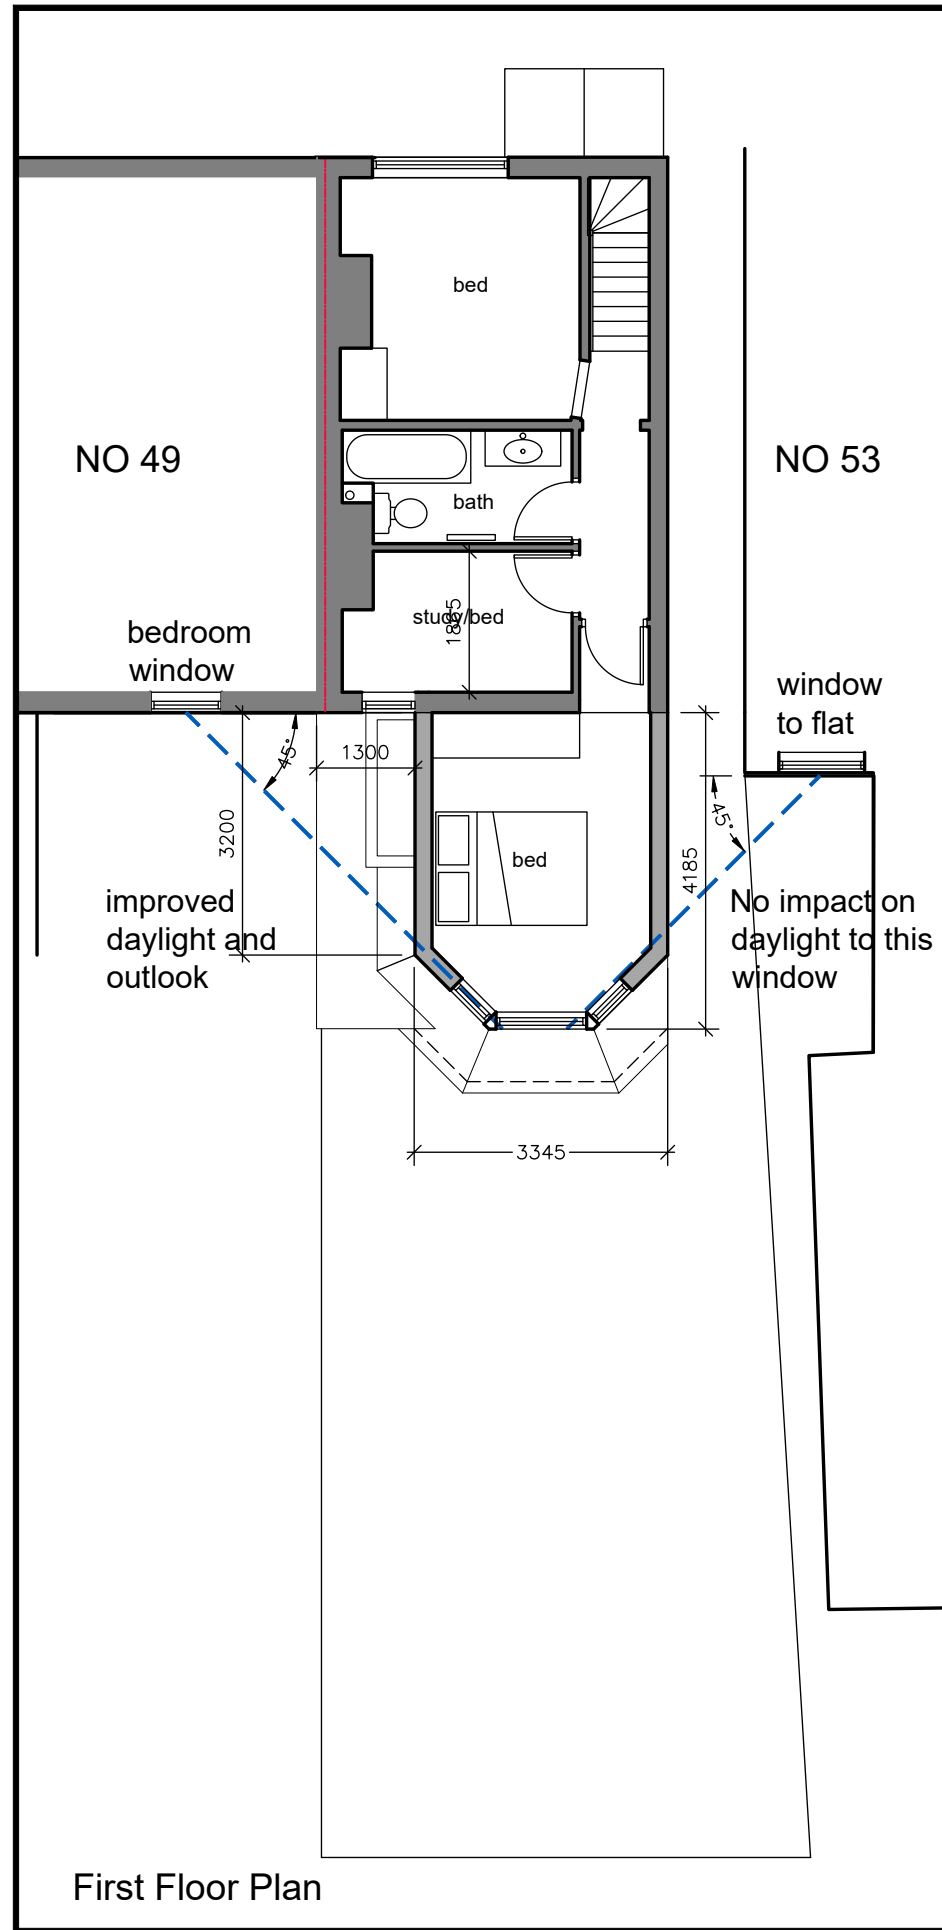 bed
NO 49
NO 53
bath
study/bed
1885
bedroom
window
window
to flat
45°
1300
45°
3200
bed
4185
improved
daylight and
outlook
No impact on
daylight to this
window
3345
First Floor Plan